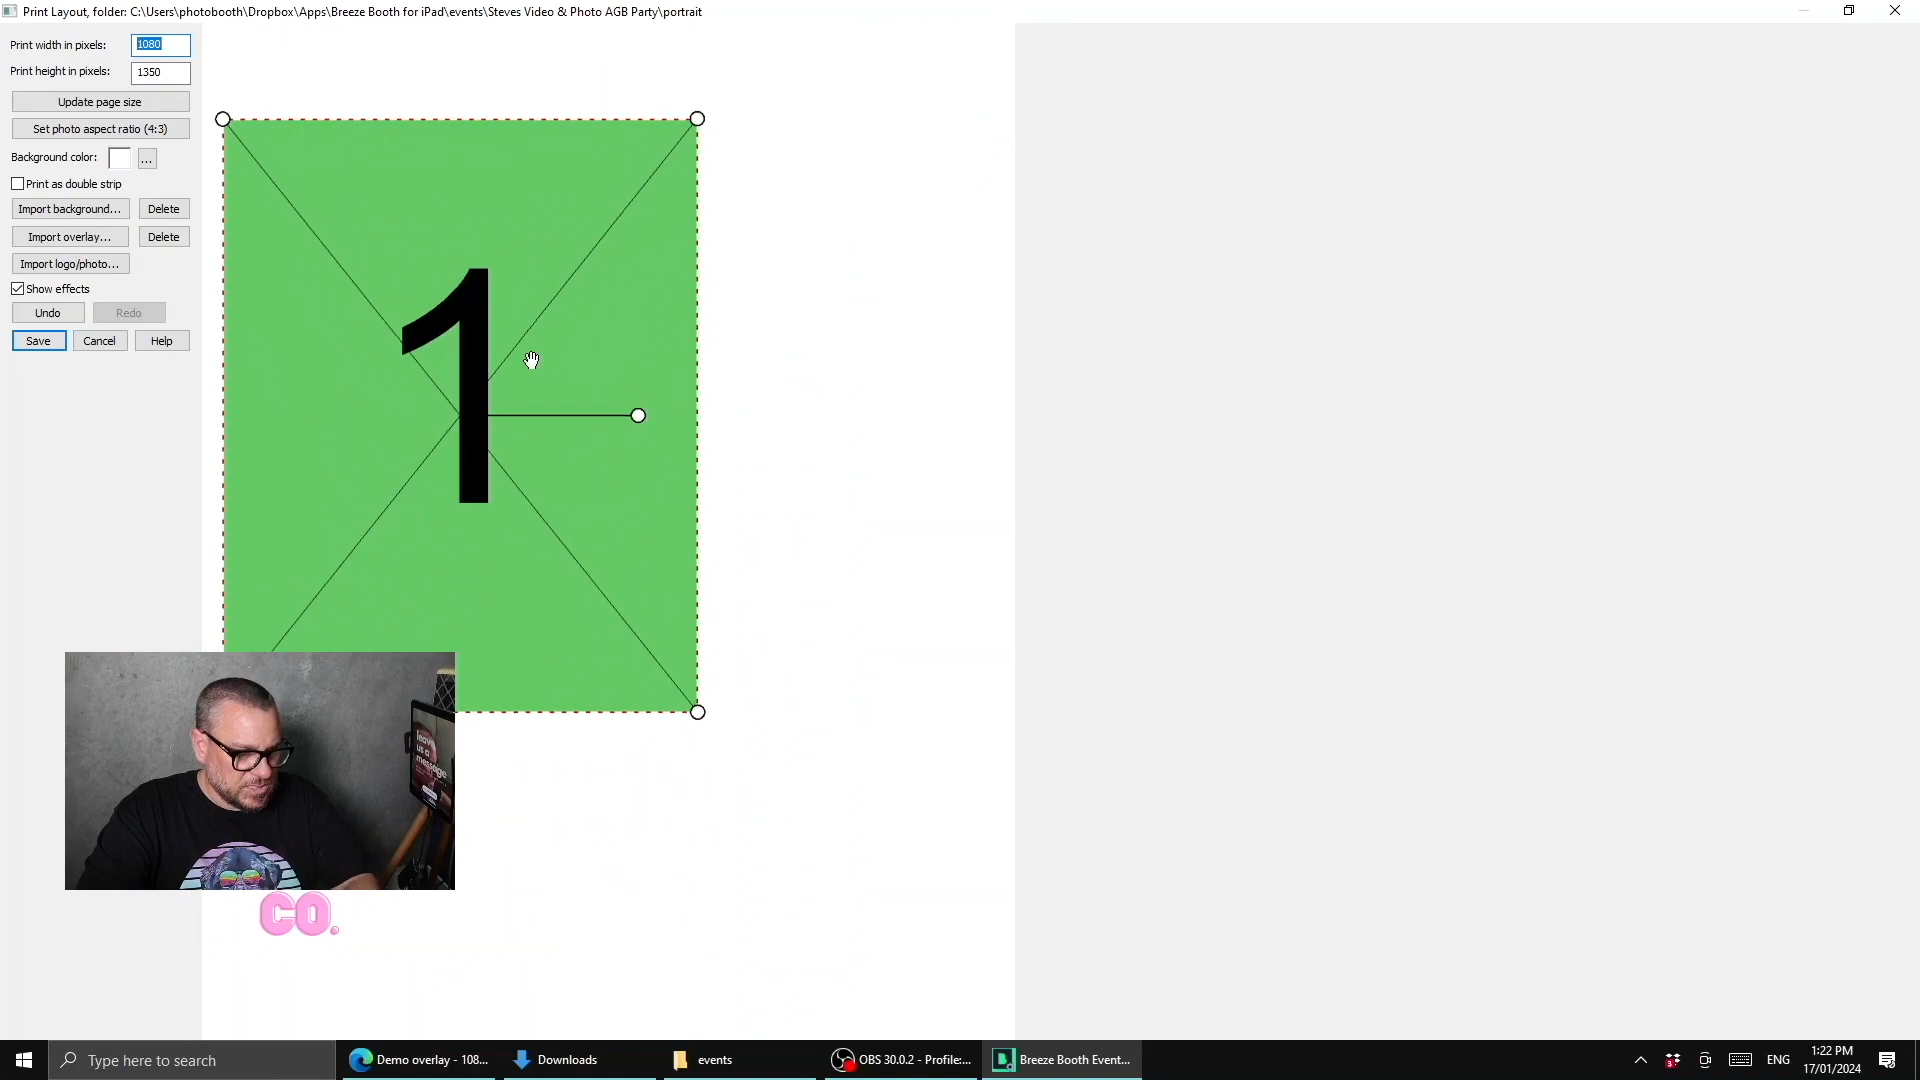 Print Layout, folder: C:\Users\photobooth\Dropbox\Apps\Breeze Booth for iPad\events\Steves Video & Photo AGB Party\portrait
Print width in pixels: 1080
Print height in pixels: 1350
Update page size
Set photo aspect ratio (4:3)
Background color: ...
Print as double strip
Import background... Delete
Import overlay... Delete
Import logo/photo...
Show effects
Undo Redo
Save Cancel Help
1
leave
us a
message
CO.
Type here to search
Demo overlay - 108...
Downloads
events
OBS 30.0.2 - Profile:...
Breeze Booth Event...
ENG
1:22 PM
17/01/2024